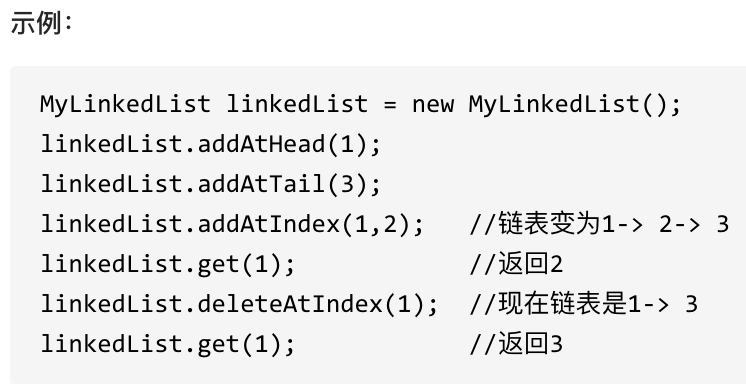 示例：
MyLinkedList linkedList = new MyLinkedList();
linkedList.addAtHead(1);
linkedList.addAtTail(3);
linkedList.addAtIndex(1,2);   //链表变为1-> 2-> 3
linkedList.get(1);            //返回2
linkedList.deleteAtIndex(1);  //现在链表是1-> 3
linkedList.get(1);            //返回3